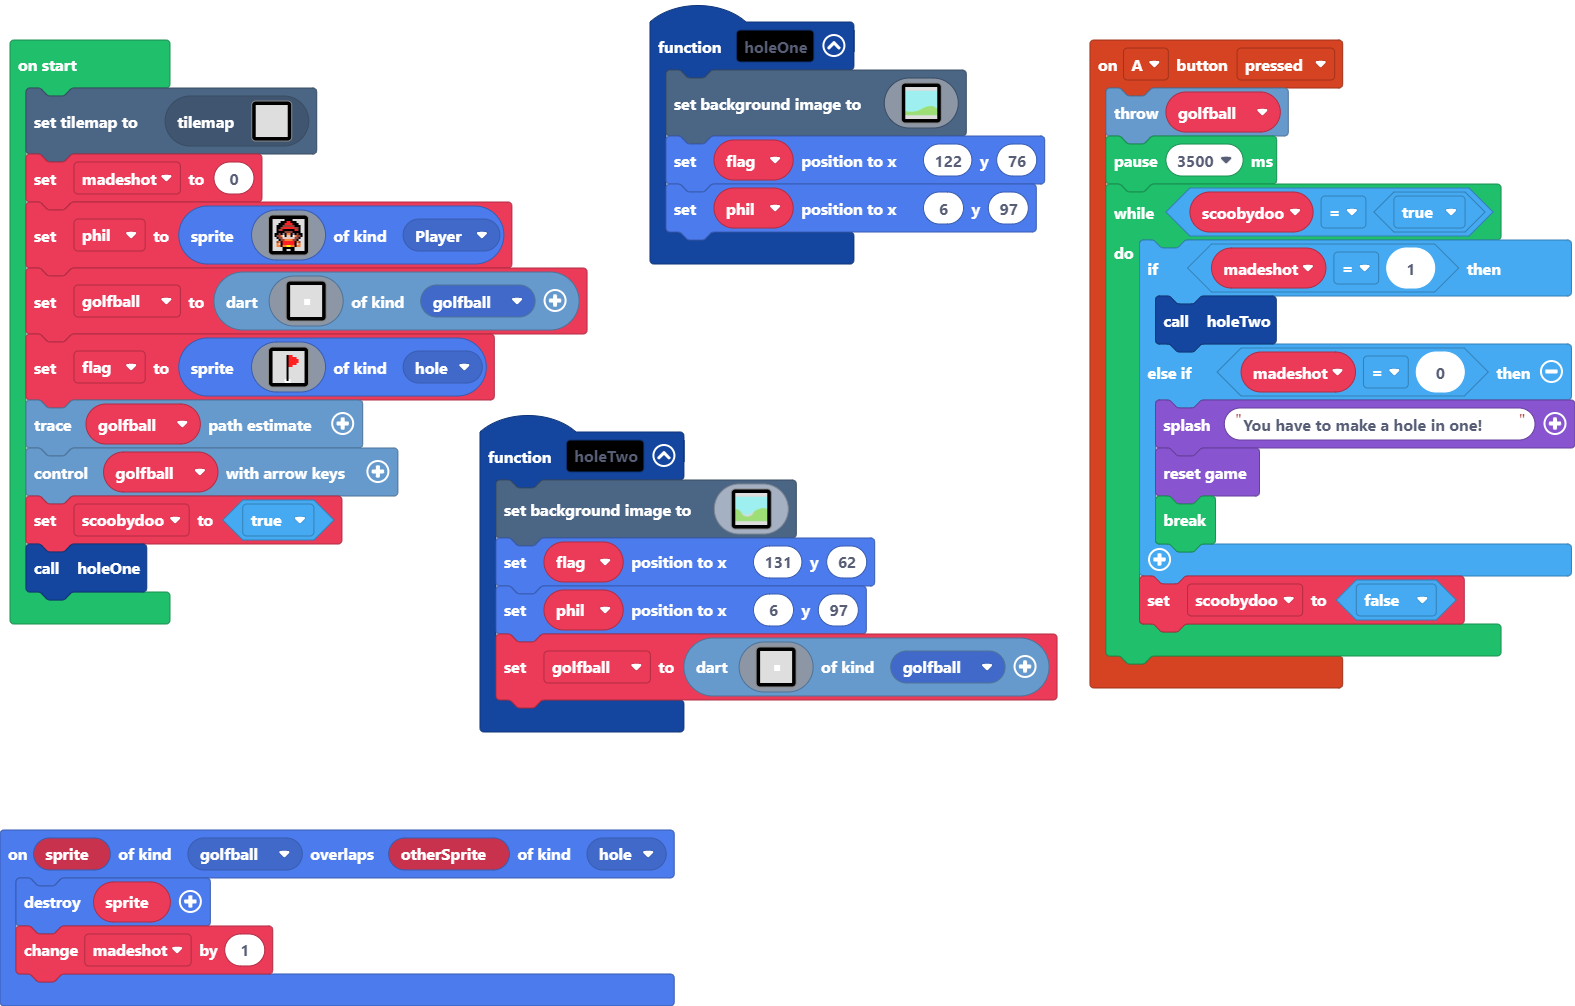 on start
set tilemap to tilemap
set madeshot to 0
set phil to sprite of kind Player
set golfball to dart of kind golfball
set flag to sprite of kind hole
trace golfball path estimate
control golfball with arrow keys
set scoobydoo to true
call holeOne
function holeOne
set background image to
set flag position to x 122 y 76
set phil position to x 6 y 97
function holeTwo
set background image to
set flag position to x 131 y 62
set phil position to x 6 y 97
set golfball to dart of kind golfball
on A button pressed
throw golfball
pause 3500 ms
while scoobydoo = true
do
if madeshot = 1 then
call holeTwo
else if madeshot = 0 then
splash "You have to make a hole in one!"
reset game
break
set scoobydoo to false
on sprite of kind golfball overlaps otherSprite of kind hole
destroy sprite
change madeshot by 1